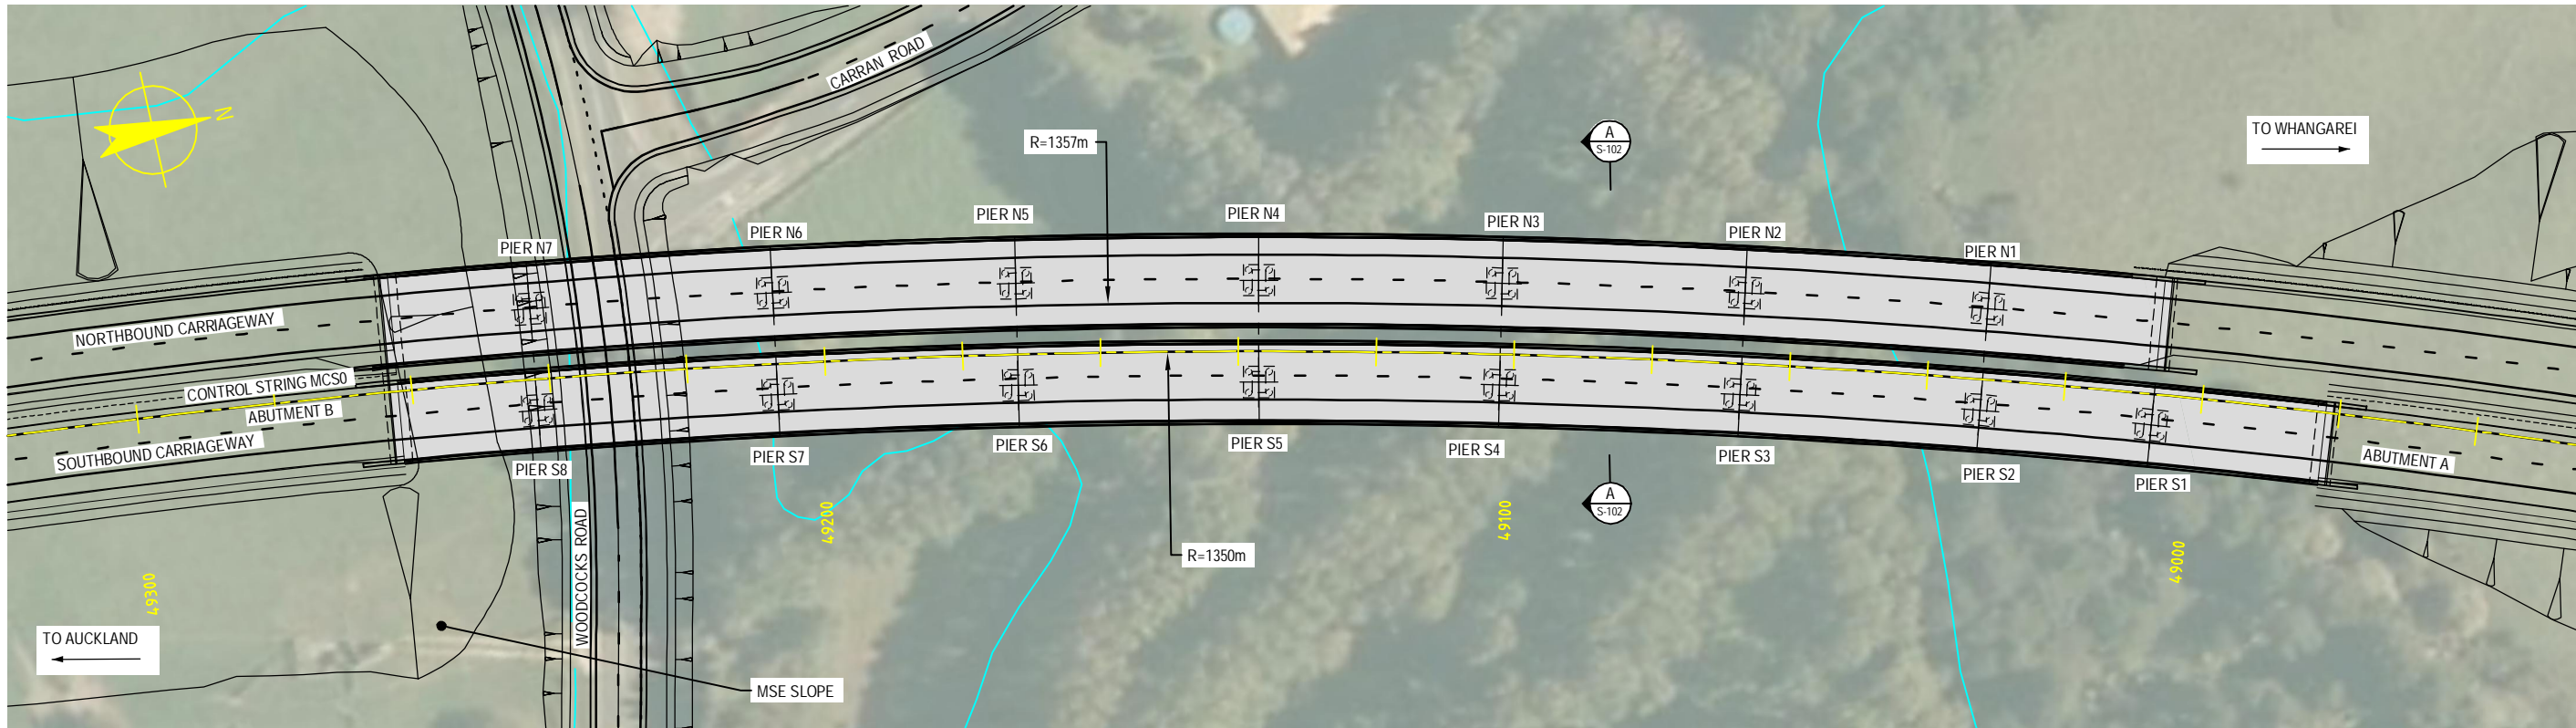 CARRAN ROAD
N
R=1357m
A
S-102
TO WHANGAREI
PIER N7
PIER N6
PIER N5
PIER N4
PIER N3
PIER N2
PIER N1
NORTHBOUND CARRIAGEWAY
CONTROL STRING MCS0
ABUTMENT B
SOUTHBOUND CARRIAGEWAY
PIER S8
PIER S7
PIER S6
PIER S5
PIER S4
PIER S3
PIER S2
PIER S1
ABUTMENT A
A
S-102
49300
49200
49100
49000
WOODCOCKS ROAD
R=1350m
TO AUCKLAND
MSE SLOPE